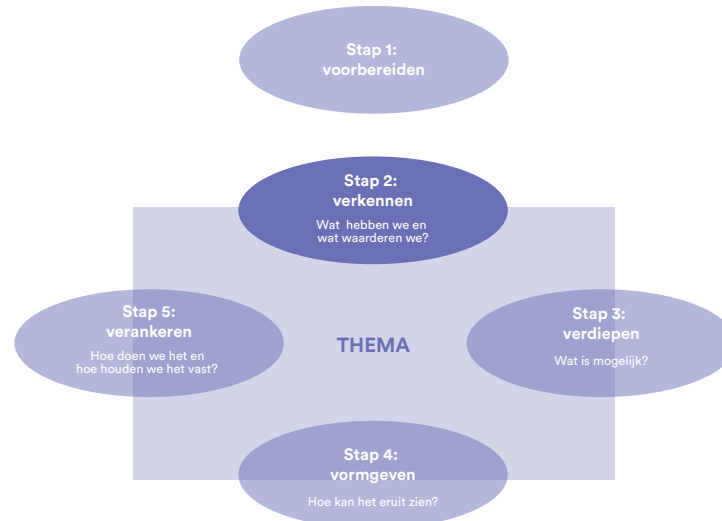 Stap 1:
voorbereiden
Stap 2:
verkennen
Wat hebben we en
wat waarderen we?
Stap 5:
verankeren
Hoe doen we het en
hoe houden we het vast?
THEMA
Stap 3:
verdiepen
Wat is mogelijk?
Stap 4:
vormgeven
Hoe kan het eruit zien?